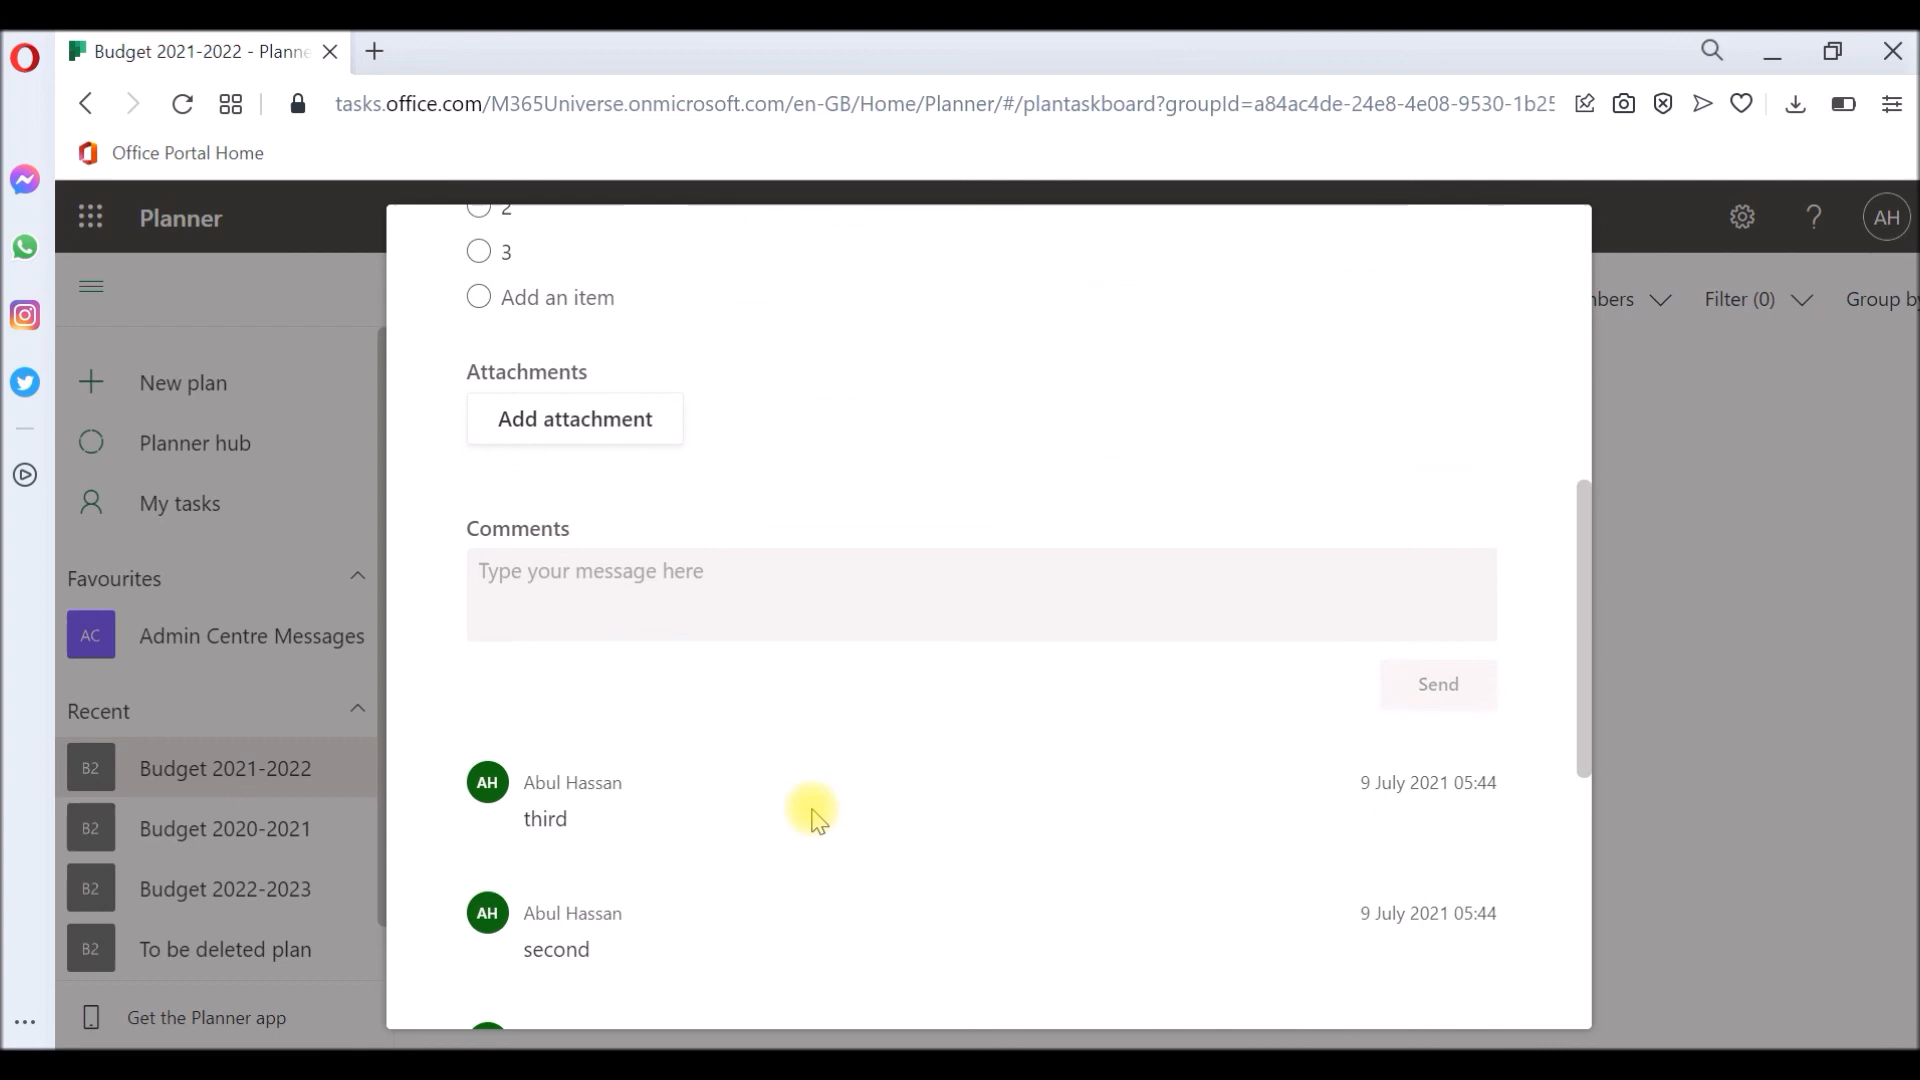 Budget 2021-2022 - Planne
tasks.office.com/M365Universe.onmicrosoft.com/en-GB/Home/Planner/#/plantaskboard?groupId=a84ac4de-24e8-4e08-9530-1b25
Office Portal Home
Planner
?
AH
2
3
Add an item
nbers
Filter (0)
Group by
Attachments
Add attachment
New plan
Planner hub
My tasks
Comments
Type your message here
Send
Favourites
AC
Admin Centre Messages
Recent
B2
Budget 2021-2022
B2
Budget 2020-2021
B2
Budget 2022-2023
B2
To be deleted plan
Get the Planner app
AH
Abul Hassan
9 July 2021 05:44
third
AH
Abul Hassan
9 July 2021 05:44
second